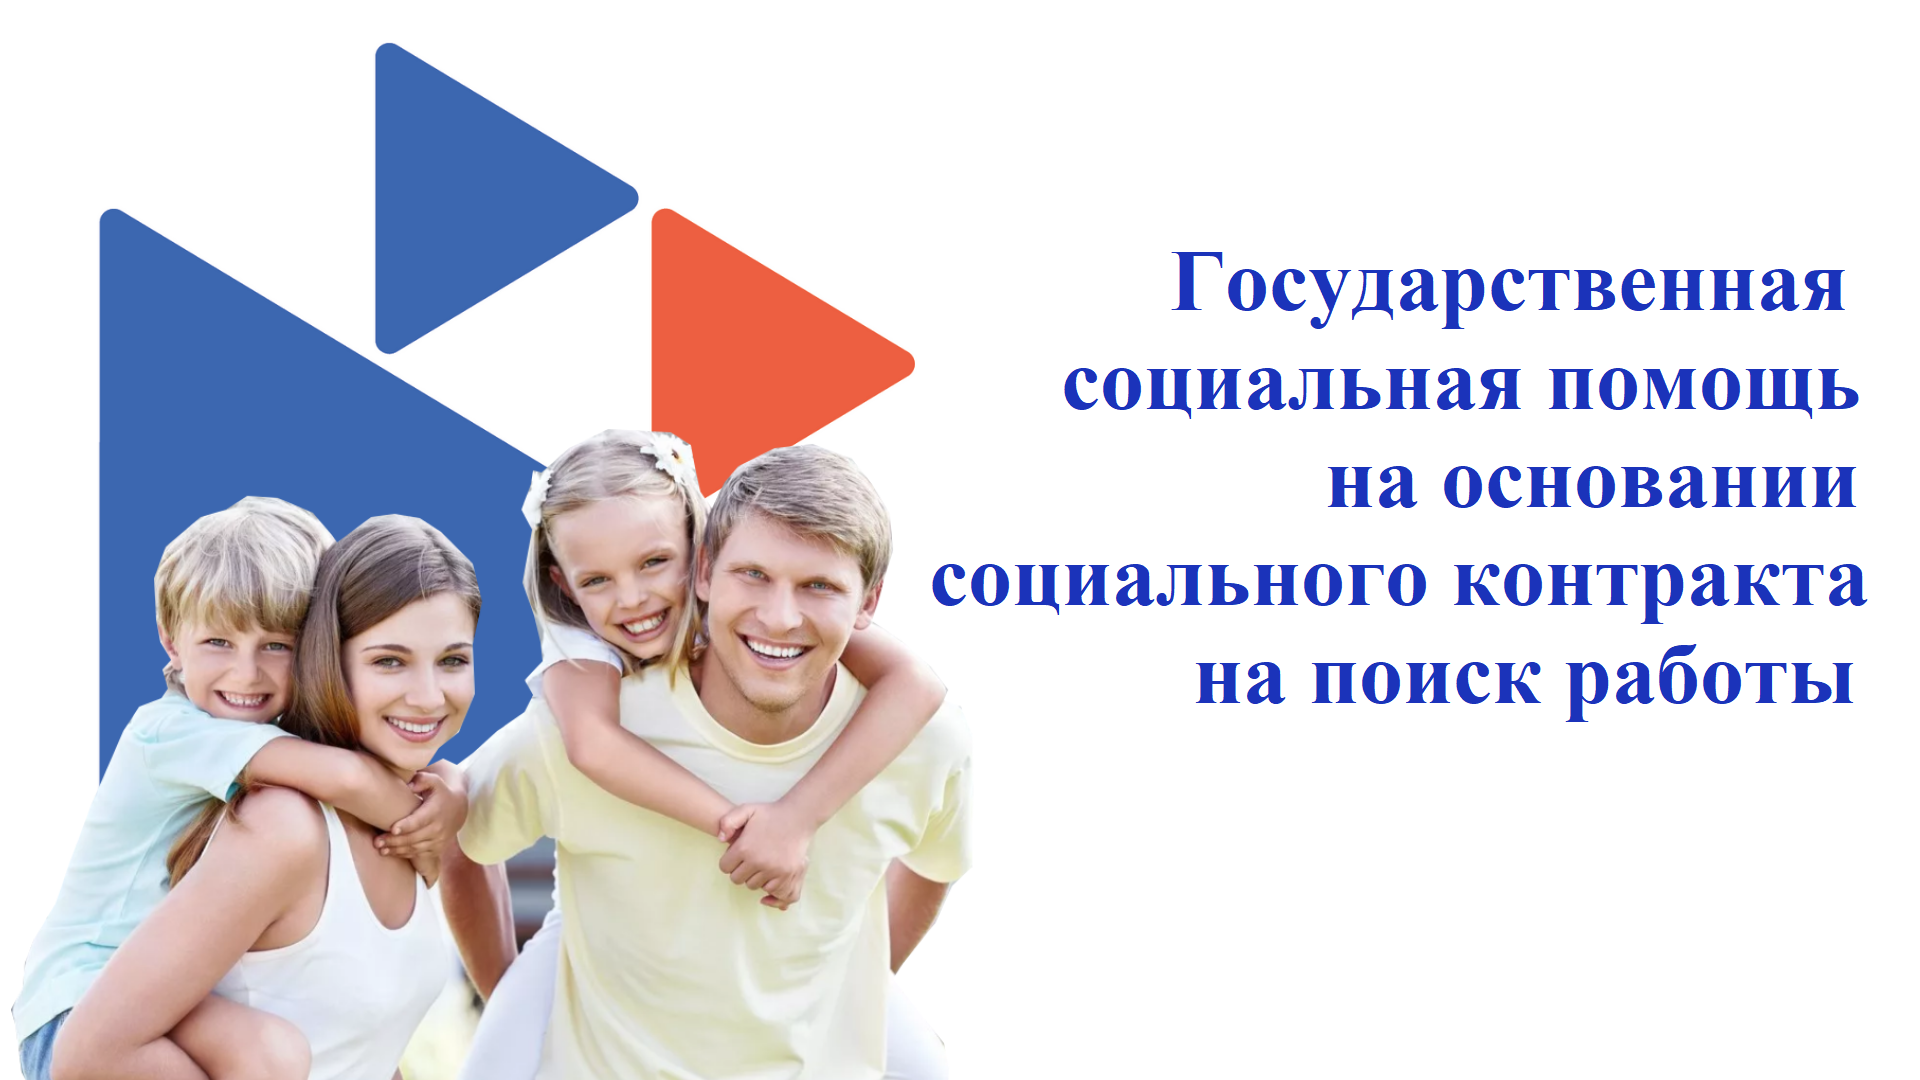 Государственная
социальная помощь
на основании
социального контракта
на поиск работы